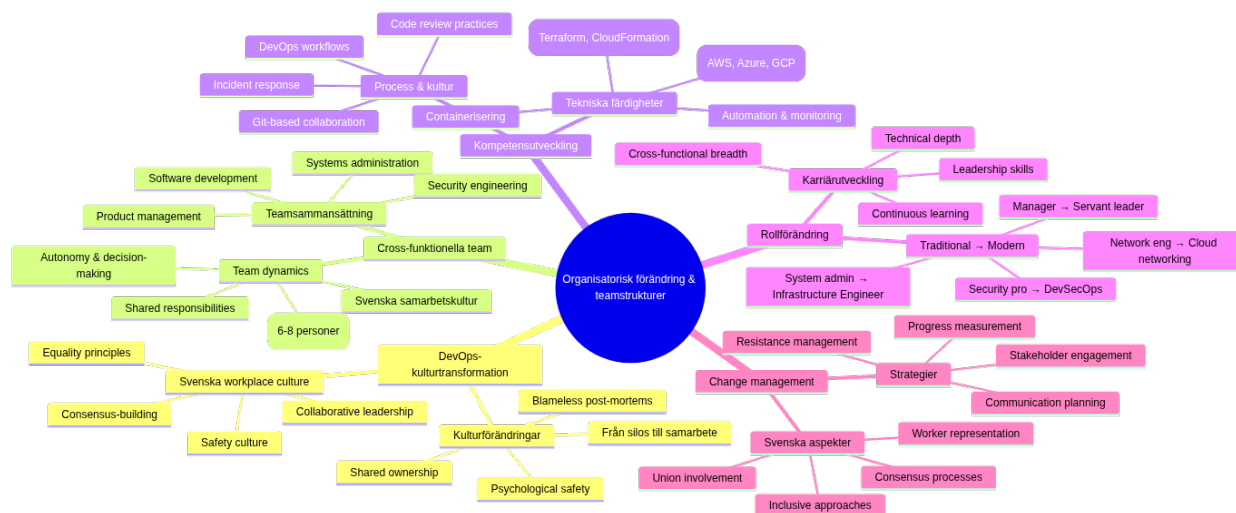 Code review practices
DevOps workflows
Incident response
Process & kultur
Git-based collaboration
Terraform, CloudFormation
AWS, Azure, GCP
Tekniska färdigheter
Containerisering
Automation & monitoring
Kompetensutveckling
Systems administration
Software development
Security engineering
Product management
Teamsammansättning
Cross-funktionella team
Autonomy & decision-
making
Team dynamics
Shared responsibilities
Svenska samarbetskultur
6-8 personer
Equality principles
DevOps-
kulturtransformation
Svenska workplace culture
Consensus-building
Collaborative leadership
Safety culture
Blameless post-mortems
Kulturförändringar
Från silos till samarbete
Shared ownership
Psychological safety
Organisatorisk förändring &
teamstrukturer
Technical depth
Cross-functional breadth
Leadership skills
Karriärutveckling
Continuous learning
Manager → Servant leader
Rollförändring
Traditional → Modern
Network eng → Cloud
networking
System admin →
Infrastructure Engineer
Security pro → DevSecOps
Progress measurement
Resistance management
Stakeholder engagement
Change management
Strategier
Communication planning
Worker representation
Svenska aspekter
Union involvement
Consensus processes
Inclusive approaches